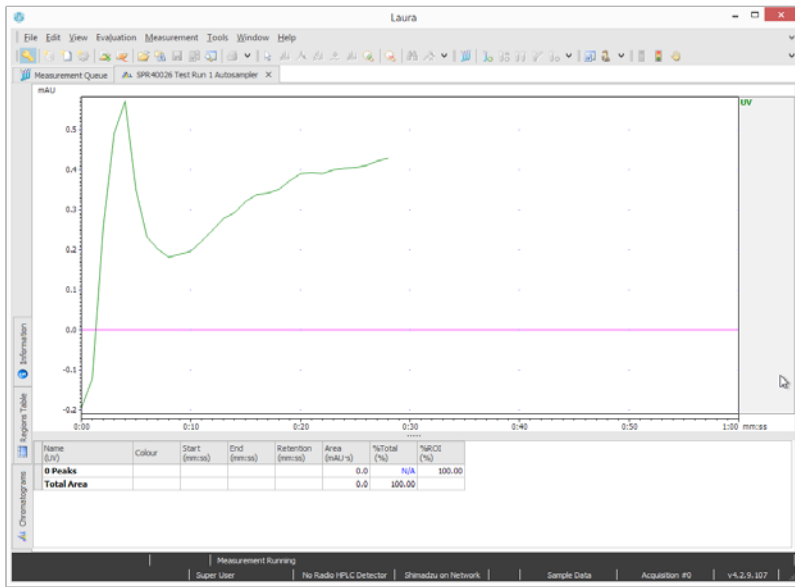 Laura
File Edit View Evaluation Measurement Tools Window Help
Measurement Queue SPR40026 Test Run 1 Autosampler
mAU
UV
0.5
0.4
0.3
0.2
0.1
0.0
-0.1
-0.2
0:00 0:10 0:20 0:30 0:40 0:50 1:00 mm:ss
Information
Regions Table
Chromatograms
Name (UV) Colour Start (mm:ss) End (mm:ss) Retention (mm:ss) Area (mAU·s) %Total (%) %ROI (%)
0 Peaks 0.0 N/A 100.00
Total Area 0.0 100.00
Measurement Running
Super User No Radio HPLC Detector Shimadzu on Network Sample Data Acquisition #0 v4.2.9.107